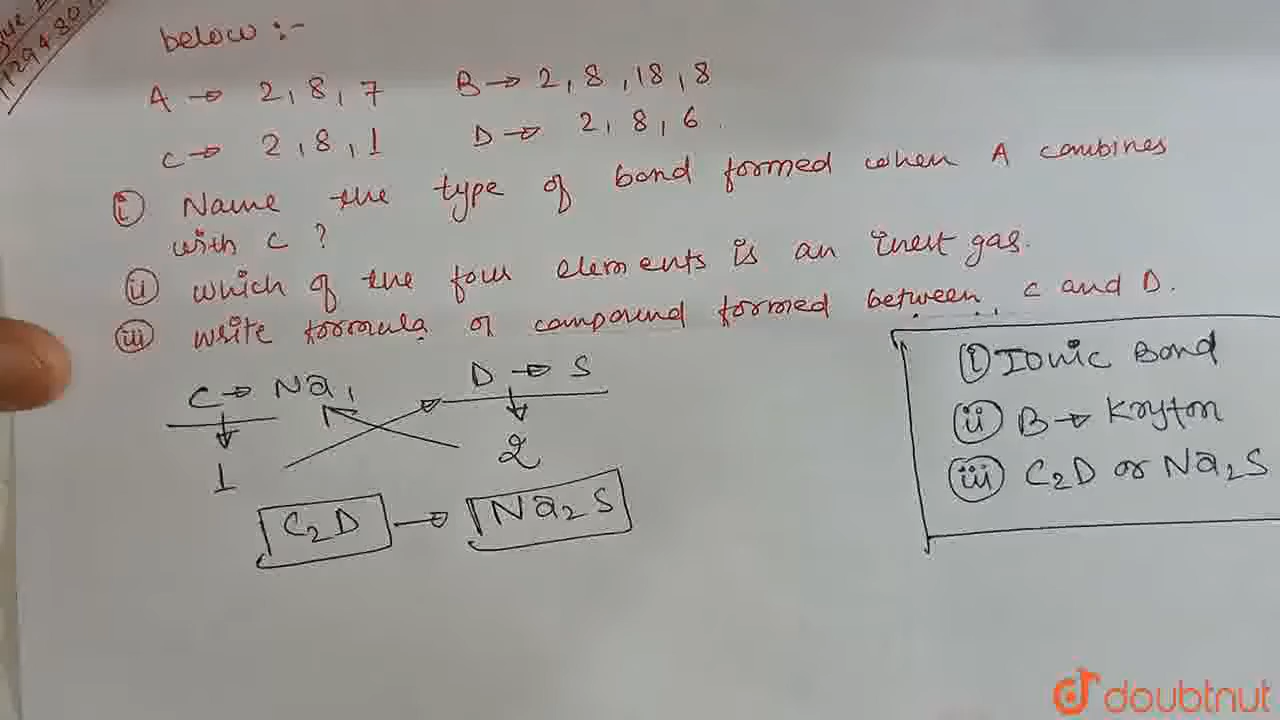 below :-
A → 2, 8, 7 B → 2, 8, 18, 8
C → 2, 8, 1 D → 2, 8, 6.
(i) Name the type of bond formed when A combines
with C ?
(ii) which of the four elements is an inert gas.
(iii) write formula of compound formed between C and D.
C → Na, D → S
1 2
C₂D → Na₂S
(i) Ionic Bond
(ii) B → Kryton
(iii) C₂D or Na₂S
doubtnut